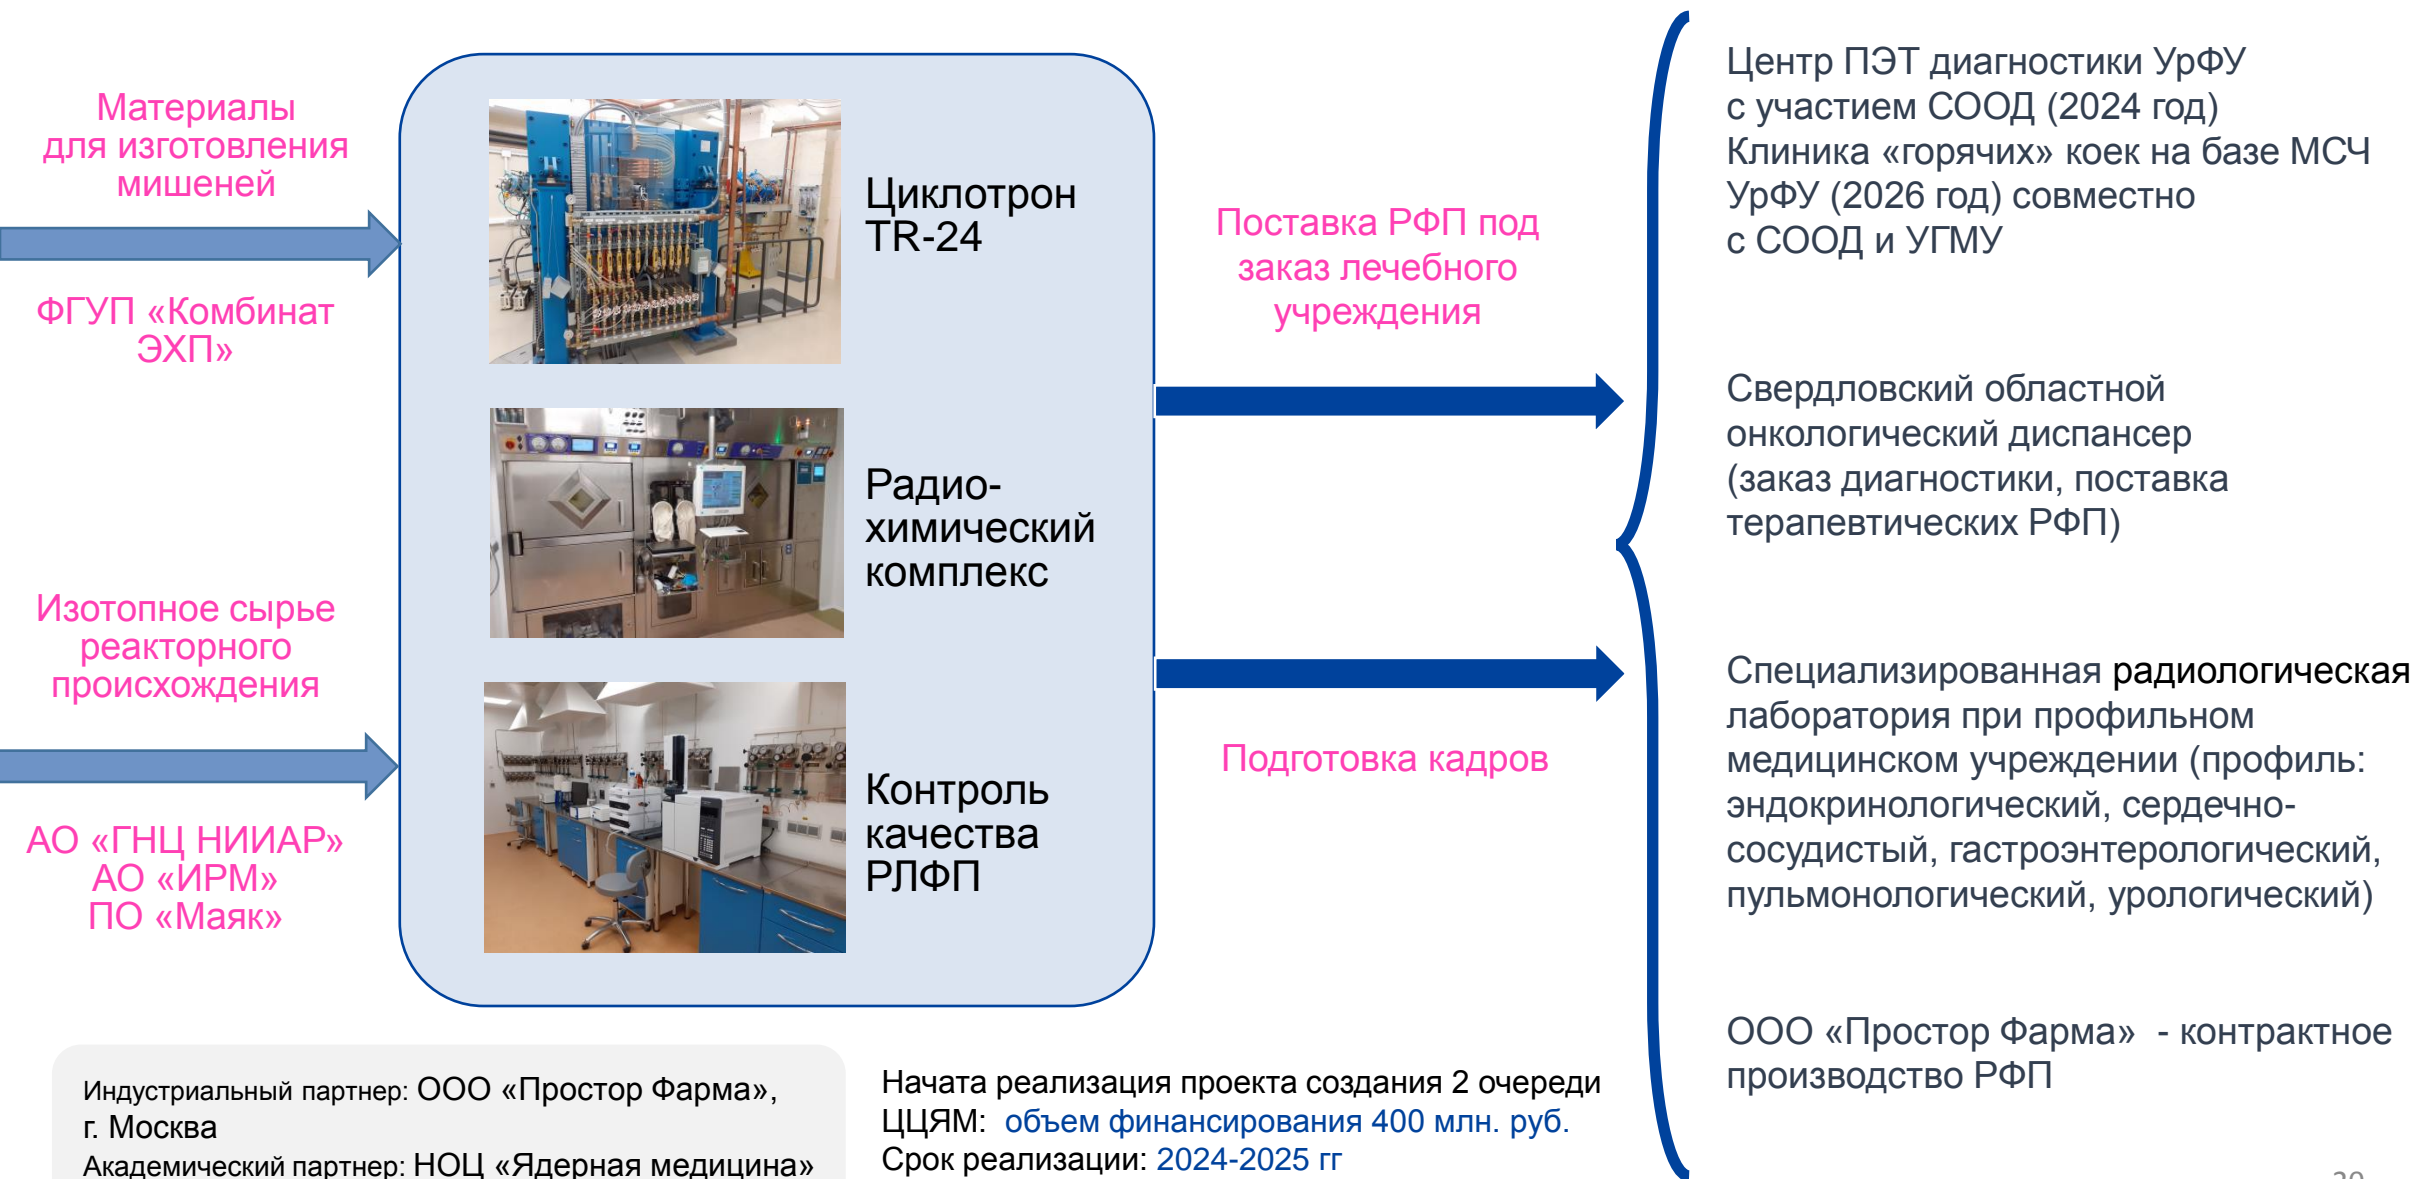 Материалы
для изготовления
мишеней
ФГУП «Комбинат
ЭХП»
Изотопное сырье
реакторного
происхождения
АО «ГНЦ НИИАР»
АО «ИРМ»
ПО «Маяк»
Циклотрон
TR-24
Радио-
химический
комплекс
Контроль
качества
РЛФП
Поставка РФП под
заказ лечебного
учреждения
Подготовка кадров
Центр ПЭТ диагностики УрФУ
с участием СООД (2024 год)
Клиника «горячих» коек на базе МСЧ
УрФУ (2026 год) совместно
с СООД и УГМУ
Свердловский областной
онкологический диспансер
(заказ диагностики, поставка
терапевтических РФП)
Специализированная радиологическая
лаборатория при профильном
медицинском учреждении (профиль:
эндокринологический, сердечно-
сосудистый, гастроэнтерологический,
пульмонологический, урологический)
ООО «Простор Фарма»  - контрактное
производство РФП
Индустриальный партнер: ООО «Простор Фарма»,
г. Москва
Академический партнер: НОЦ «Ядерная медицина»
Начата реализация проекта создания 2 очереди
ЦЦЯМ:  объем финансирования 400 млн. руб.
Срок реализации: 2024-2025 гг